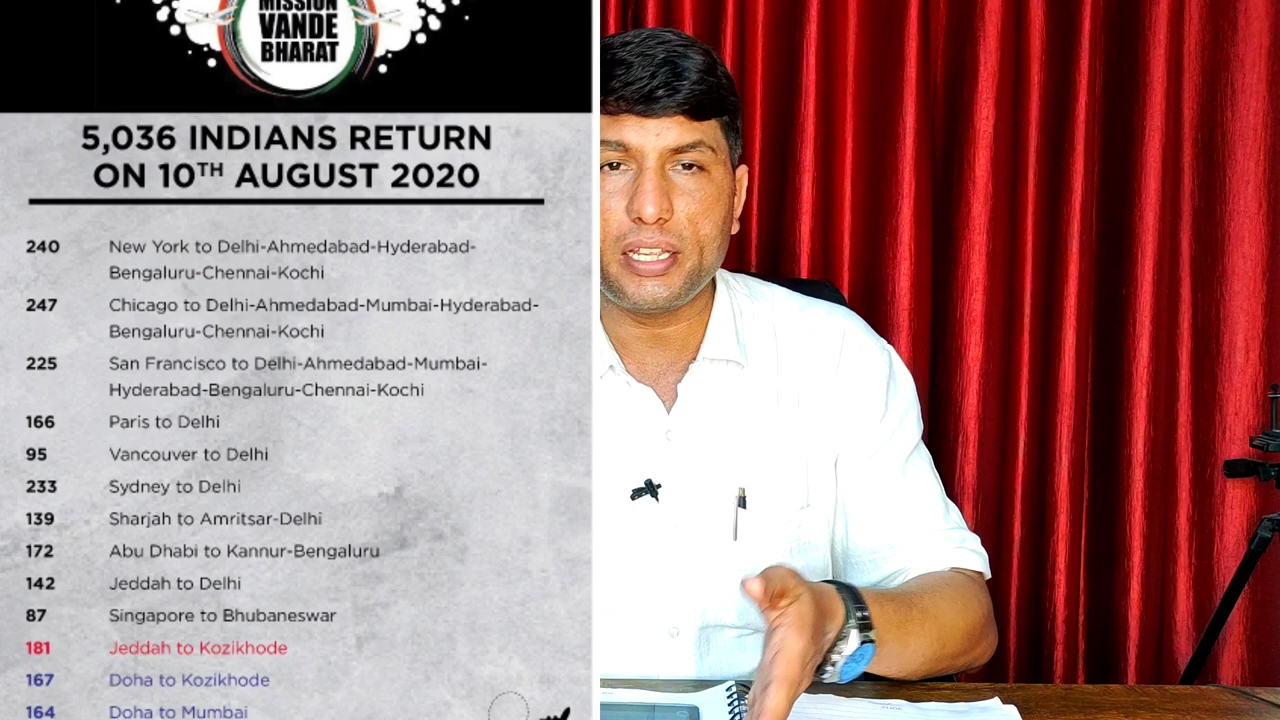 MISSION
VANDE
BHARAT
5,036 INDIANS RETURN
ON 10TH AUGUST 2020
240 New York to Delhi-Ahmedabad-Hyderabad-
Bengaluru-Chennai-Kochi
247 Chicago to Delhi-Ahmedabad-Mumbai-Hyderabad-
Bengaluru-Chennai-Kochi
225 San Francisco to Delhi-Ahmedabad-Mumbai-
Hyderabad-Bengaluru-Chennai-Kochi
166 Paris to Delhi
95 Vancouver to Delhi
233 Sydney to Delhi
139 Sharjah to Amritsar-Delhi
172 Abu Dhabi to Kannur-Bengaluru
142 Jeddah to Delhi
87 Singapore to Bhubaneswar
181 Jeddah to Kozikhode
167 Doha to Kozikhode
164 Doha to Mumbai